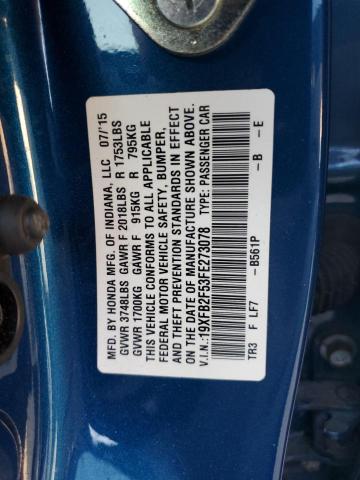 MFD. BY HONDA MFG. OF INDIANA, LLC 07/'15
GVWR 3748LBS GAWR F 2018LBS R 1753LBS
GVWR 1700KG GAWR F 915KG R 795KG
THIS VEHICLE CONFORMS TO ALL APPLICABLE
FEDERAL MOTOR VEHICLE SAFETY, BUMPER,
AND THEFT PREVENTION STANDARDS IN EFFECT
ON THE DATE OF MANUFACTURE SHOWN ABOVE.
V.I.N.: 19XFB2F53FE273078 TYPE: PASSENGER CAR
-B561P -B -E
TR3 F LF7